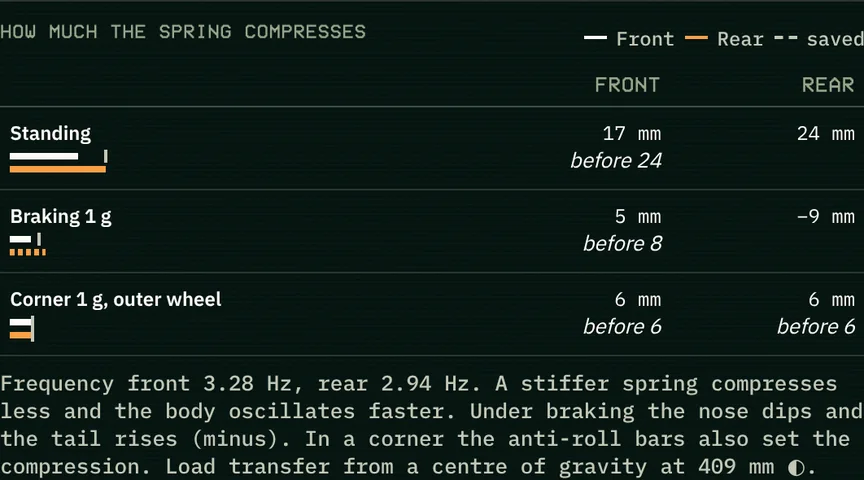 HOW MUCH THE SPRING COMPRESSES
Front Rear saved
FRONT REAR
Standing 17 mm 24 mm
before 24
Braking 1 g 5 mm −9 mm
before 8
Corner 1 g, outer wheel 6 mm 6 mm
before 6 before 6
Frequency front 3.28 Hz, rear 2.94 Hz. A stiffer spring compresses
less and the body oscillates faster. Under braking the nose dips and
the tail rises (minus). In a corner the anti-roll bars also set the
compression. Load transfer from a centre of gravity at 409 mm ◐.